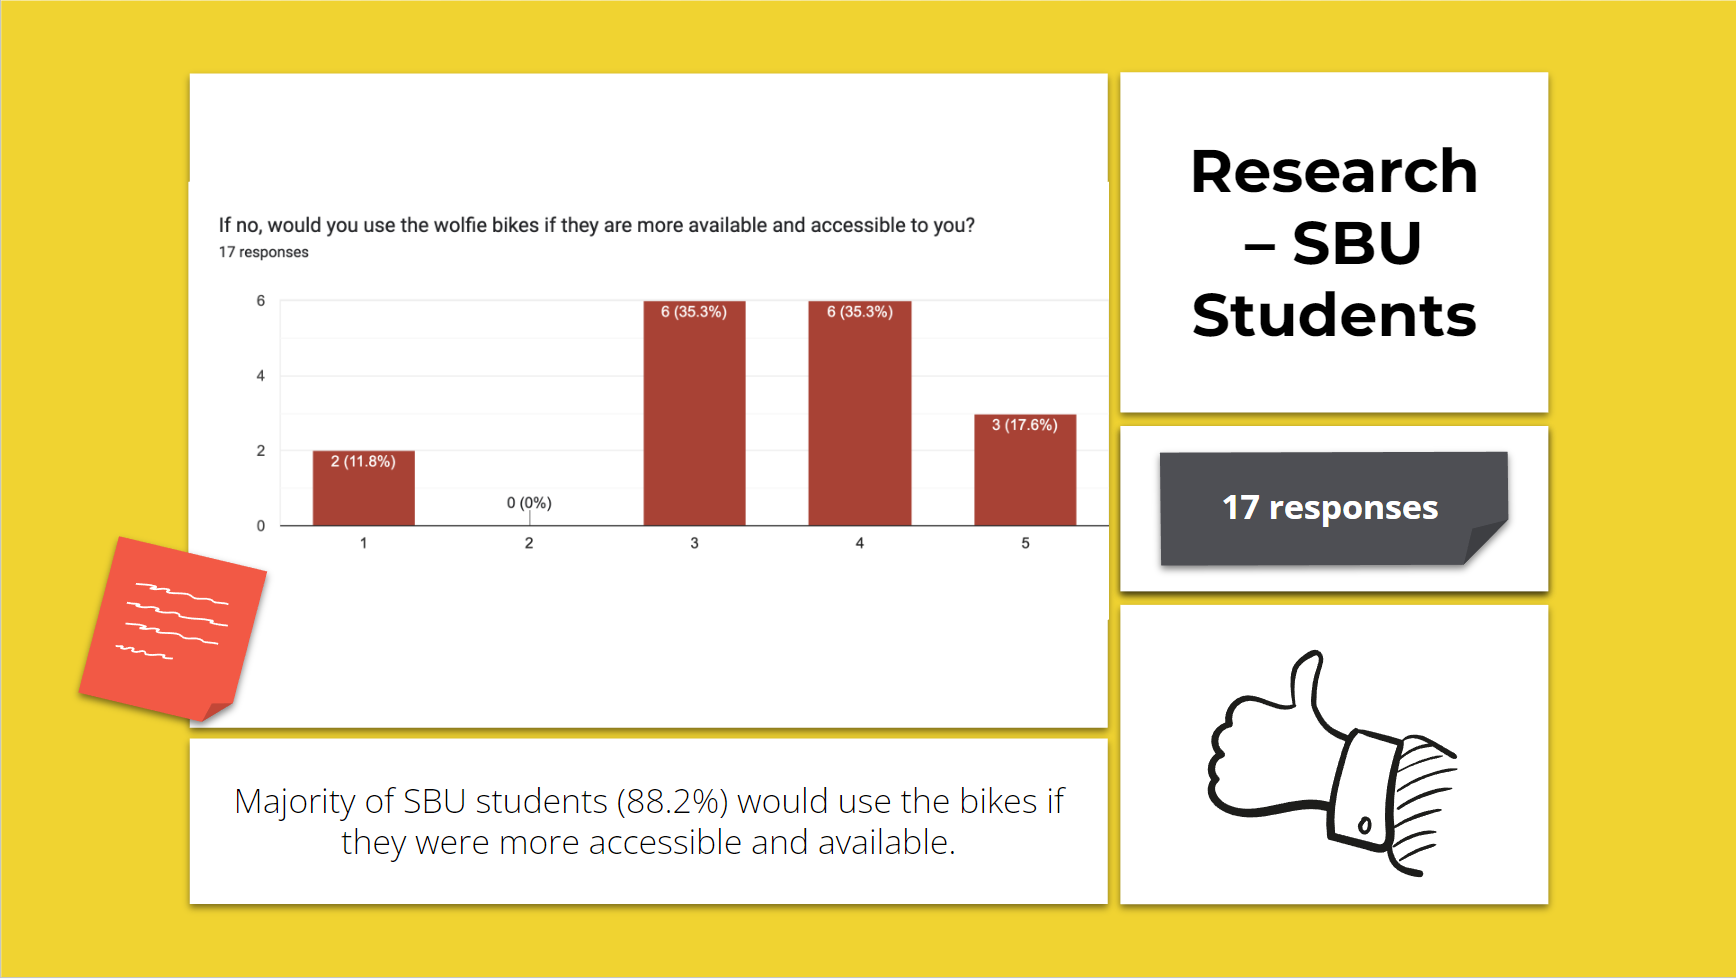 If no, would you use the wolfie bikes if they are more available and accessible to you?
17 responses
6
4
2
0
2 (11.8%)
0 (0%)
6 (35.3%)
6 (35.3%)
3 (17.6%)
1
2
3
4
5
Majority of SBU students (88.2%) would use the bikes if
they were more accessible and available.
Research
– SBU
Students
17 responses